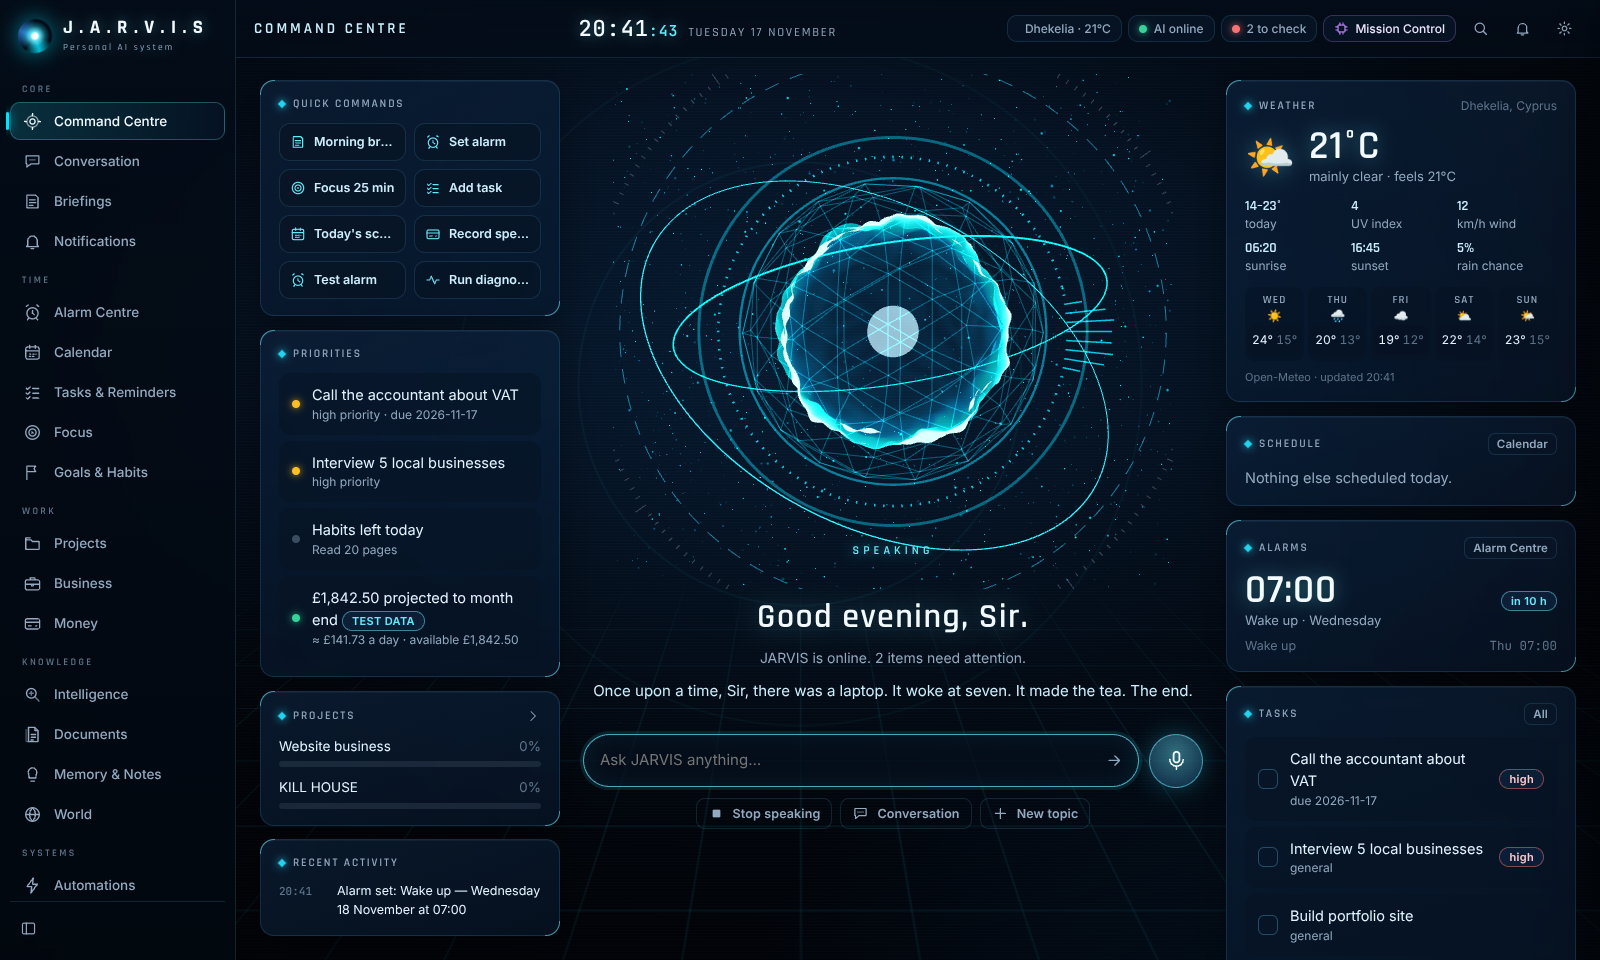 J.A.R.V.I.S
Personal AI system
CORE
Command Centre
Conversation
Briefings
Notifications
TIME
Alarm Centre
Calendar
Tasks & Reminders
Focus
Goals & Habits
WORK
Projects
Business
Money
KNOWLEDGE
Intelligence
Documents
Memory & Notes
World
SYSTEMS
Automations
COMMAND CENTRE
20:41:43 TUESDAY 17 NOVEMBER
Dhekelia · 21°C
AI online
2 to check
Mission Control
QUICK COMMANDS
Morning br...
Set alarm
Focus 25 min
Add task
Today's sc...
Record spe...
Test alarm
Run diagno...
PRIORITIES
Call the accountant about VAT
high priority · due 2026-11-17
Interview 5 local businesses
high priority
Habits left today
Read 20 pages
£1,842.50 projected to month
end TEST DATA
≈ £141.73 a day · available £1,842.50
PROJECTS
Website business 0%
KILL HOUSE 0%
RECENT ACTIVITY
20:41 Alarm set: Wake up — Wednesday
18 November at 07:00
SPEAKING
Good evening, Sir.
JARVIS is online. 2 items need attention.
Once upon a time, Sir, there was a laptop. It woke at seven. It made the tea. The end.
Ask JARVIS anything...
Stop speaking
Conversation
New topic
WEATHER Dhekelia, Cyprus
21°C
mainly clear · feels 21°C
14-23° 4 12
today UV index km/h wind
06:20 16:45 5%
sunrise sunset rain chance
WED THU FRI SAT SUN
24° 15° 20° 13° 19° 12° 22° 14° 23° 15°
Open-Meteo · updated 20:41
SCHEDULE Calendar
Nothing else scheduled today.
ALARMS Alarm Centre
07:00
in 10 h
Wake up · Wednesday
Wake up Thu 07:00
TASKS All
Call the accountant about
VAT
high
due 2026-11-17
Interview 5 local businesses
high
general
Build portfolio site
general